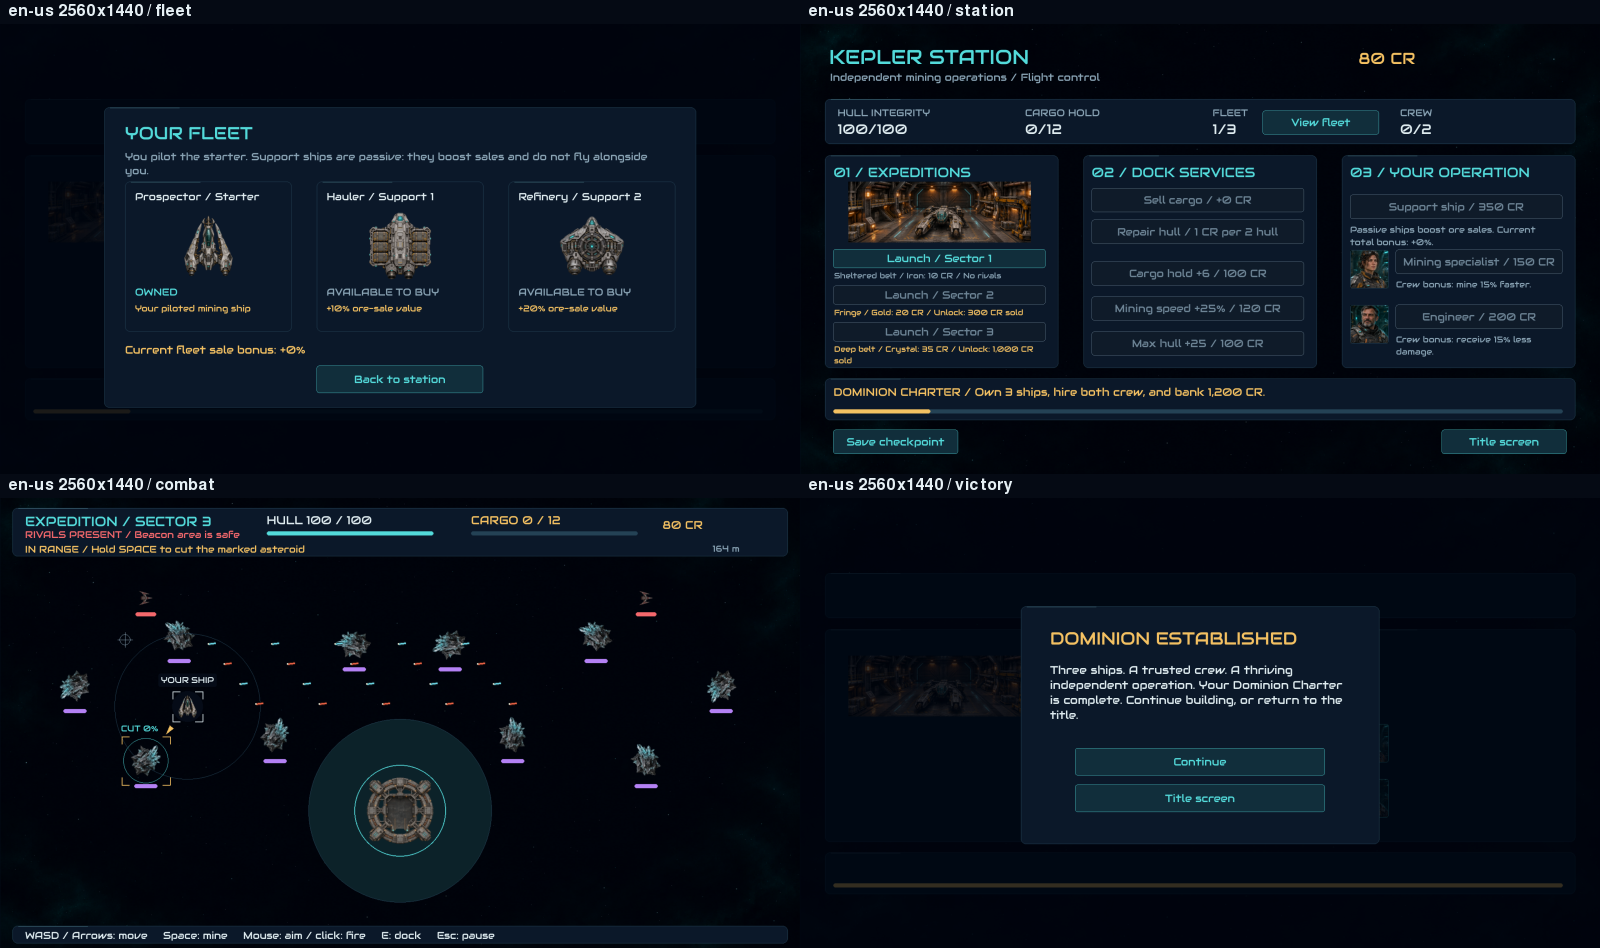 en-us 2560x1440 / fleet
YOUR FLEET
You pilot the starter. Support ships are passive: they boost sales and do not fly alongside
you.
Prospector / Starter
OWNED
Your piloted mining ship
Hauler / Support 1
AVAILABLE TO BUY
+10% ore-sale value
Refinery / Support 2
AVAILABLE TO BUY
+20% ore-sale value
Current fleet sale bonus: +0%
Back to station
en-us 2560x1440 / station
KEPLER STATION
Independent mining operations / Flight control
80 CR
HULL INTEGRITY
100/100
CARGO HOLD
0/12
FLEET
1/3
View fleet
CREW
0/2
01 / EXPEDITIONS
Launch / Sector 1
Sheltered belt / Iron: 10 CR / No rivals
Launch / Sector 2
Fringe / Gold: 20 CR / Unlock: 300 CR sold
Launch / Sector 3
Deep belt / Crystal: 35 CR / Unlock: 1,000 CR
sold
02 / DOCK SERVICES
Sell cargo / +0 CR
Repair hull / 1 CR per 2 hull
Cargo hold +6 / 100 CR
Mining speed +25% / 120 CR
Max hull +25 / 100 CR
03 / YOUR OPERATION
Support ship / 350 CR
Passive ships boost ore sales. Current
total bonus: +0%.
Mining specialist / 150 CR
Crew bonus: mine 15% faster.
Engineer / 200 CR
Crew bonus: receive 15% less
damage.
DOMINION CHARTER / Own 3 ships, hire both crew, and bank 1,200 CR.
Save checkpoint
Title screen
en-us 2560x1440 / combat
EXPEDITION / SECTOR 3
RIVALS PRESENT / Beacon area is safe
IN RANGE / Hold SPACE to cut the marked asteroid
HULL 100 / 100
CARGO 0 / 12
80 CR
164 m
YOUR SHIP
CUT 0%
WASD / Arrows: move
Space: mine
Mouse: aim / click: fire
E: dock
Esc: pause
en-us 2560x1440 / victory
DOMINION ESTABLISHED
Three ships. A trusted crew. A thriving
independent operation. Your Dominion Charter
is complete. Continue building, or return to the
title.
Continue
Title screen